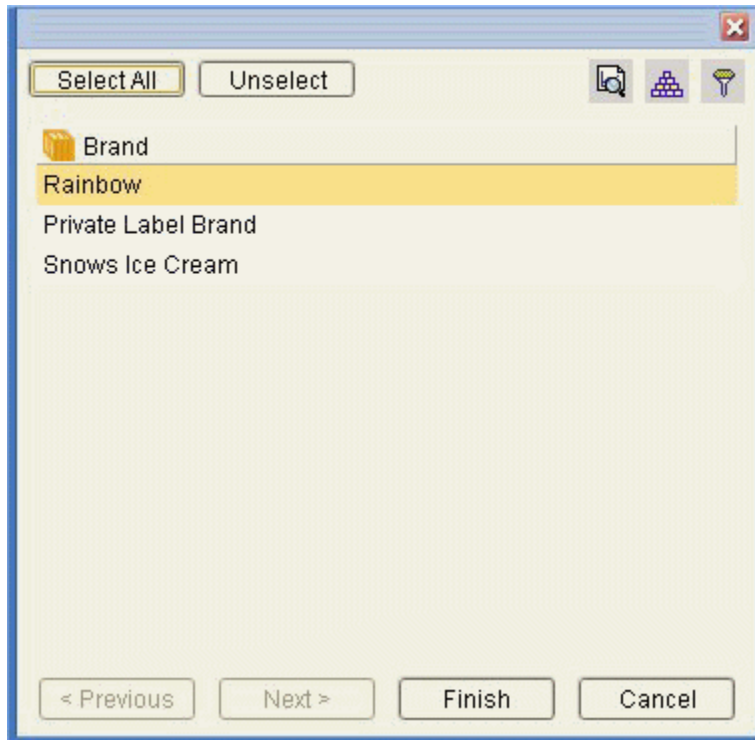 Select All Unselect
Brand
Rainbow
Private Label Brand
Snows Ice Cream
< Previous Next > Finish Cancel